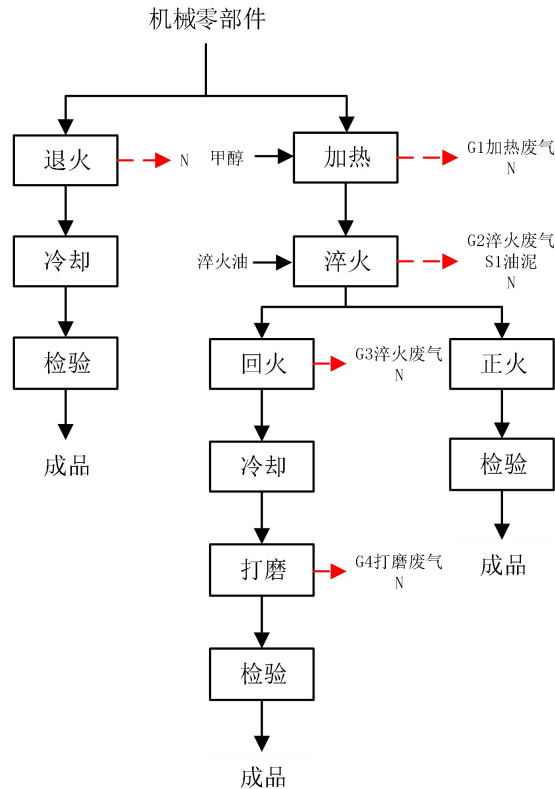 机械零部件
退火
N
甲醇
加热
G1加热废气
N
冷却
淬火油
淬火
G2淬火废气
S1油泥
N
检验
回火
G3淬火废气
N
正火
成品
冷却
检验
打磨
G4打磨废气
N
成品
检验
成品